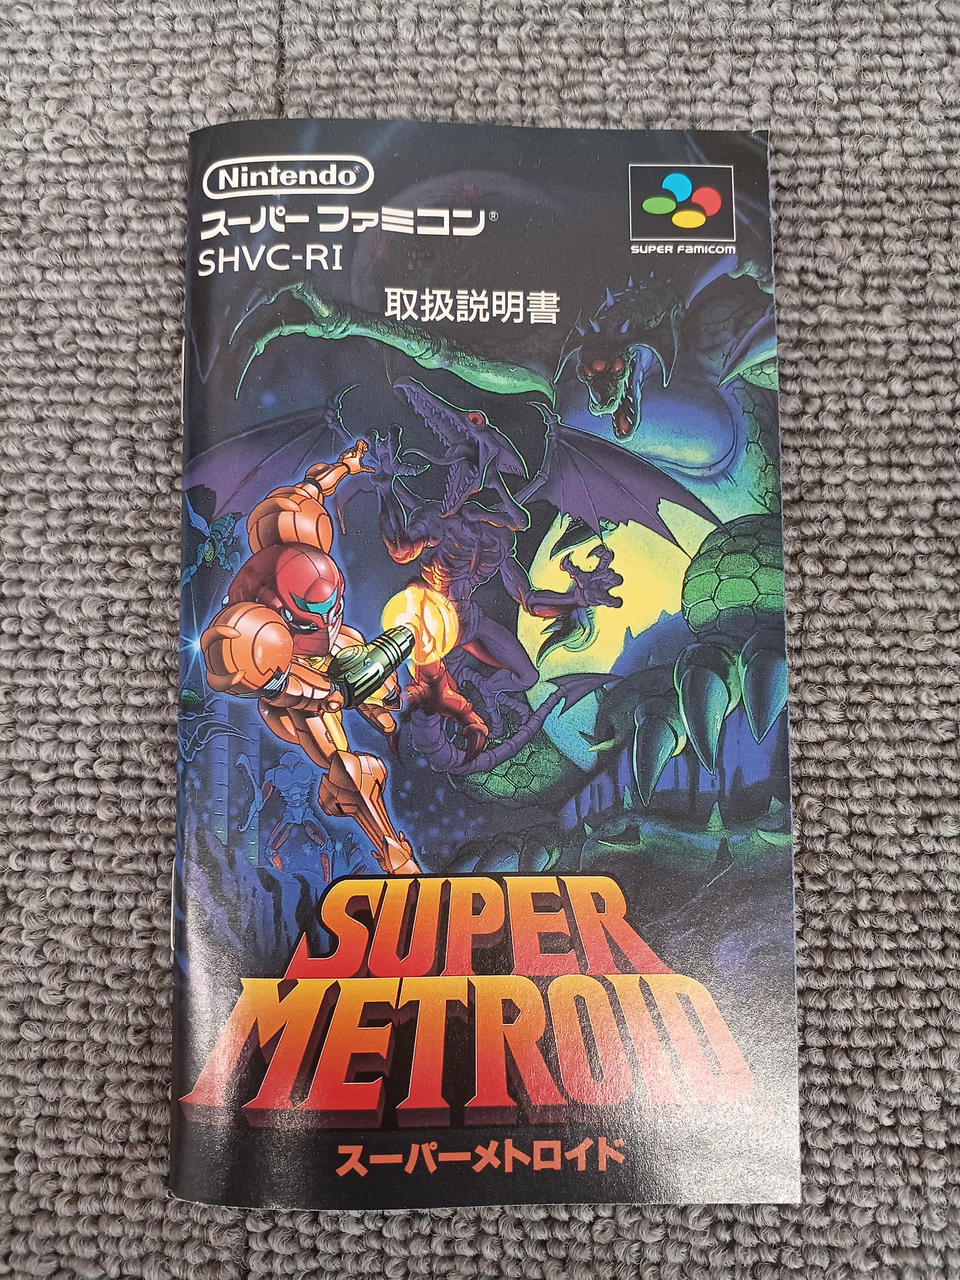 Nintendo®
スーパーファミコン®
SHVC-RI
SUPER FAMICOM
取扱説明書
SUPER
METROID
スーパーメトロイド